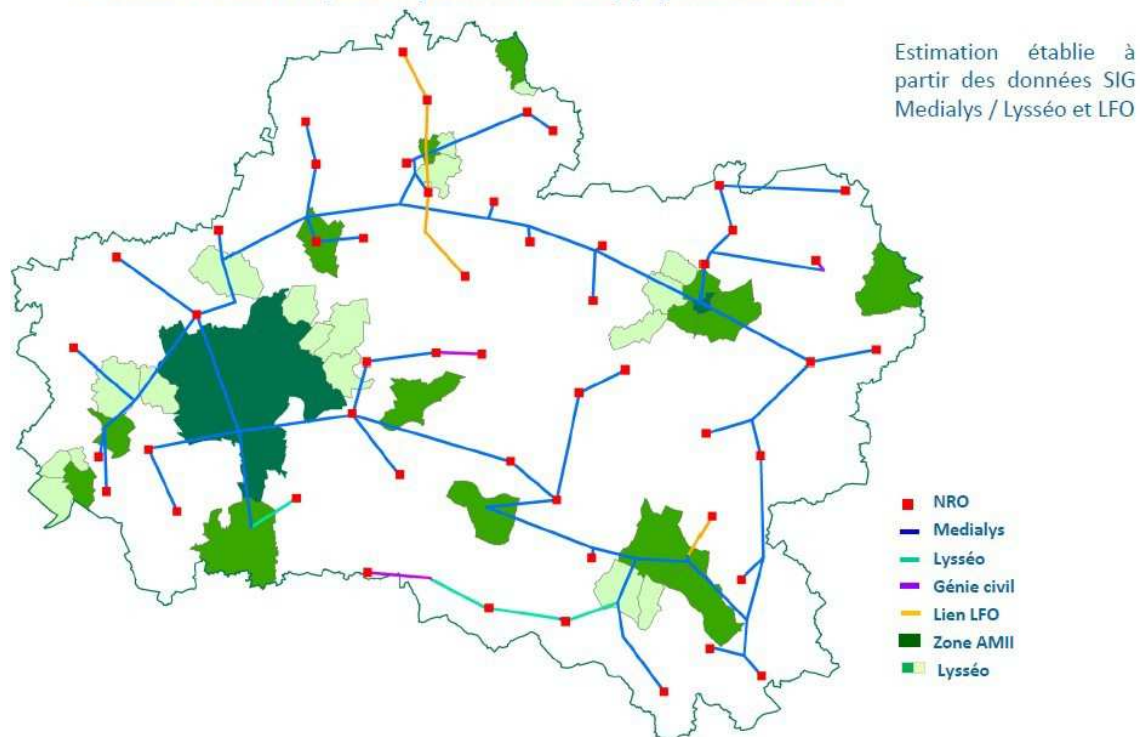 Estimation établie à
partir des données SIG
Medialys / Lysséo et LFO
NRO
Medialys
Lysséo
Génie civil
Lien LFO
Zone AMII
Lysséo